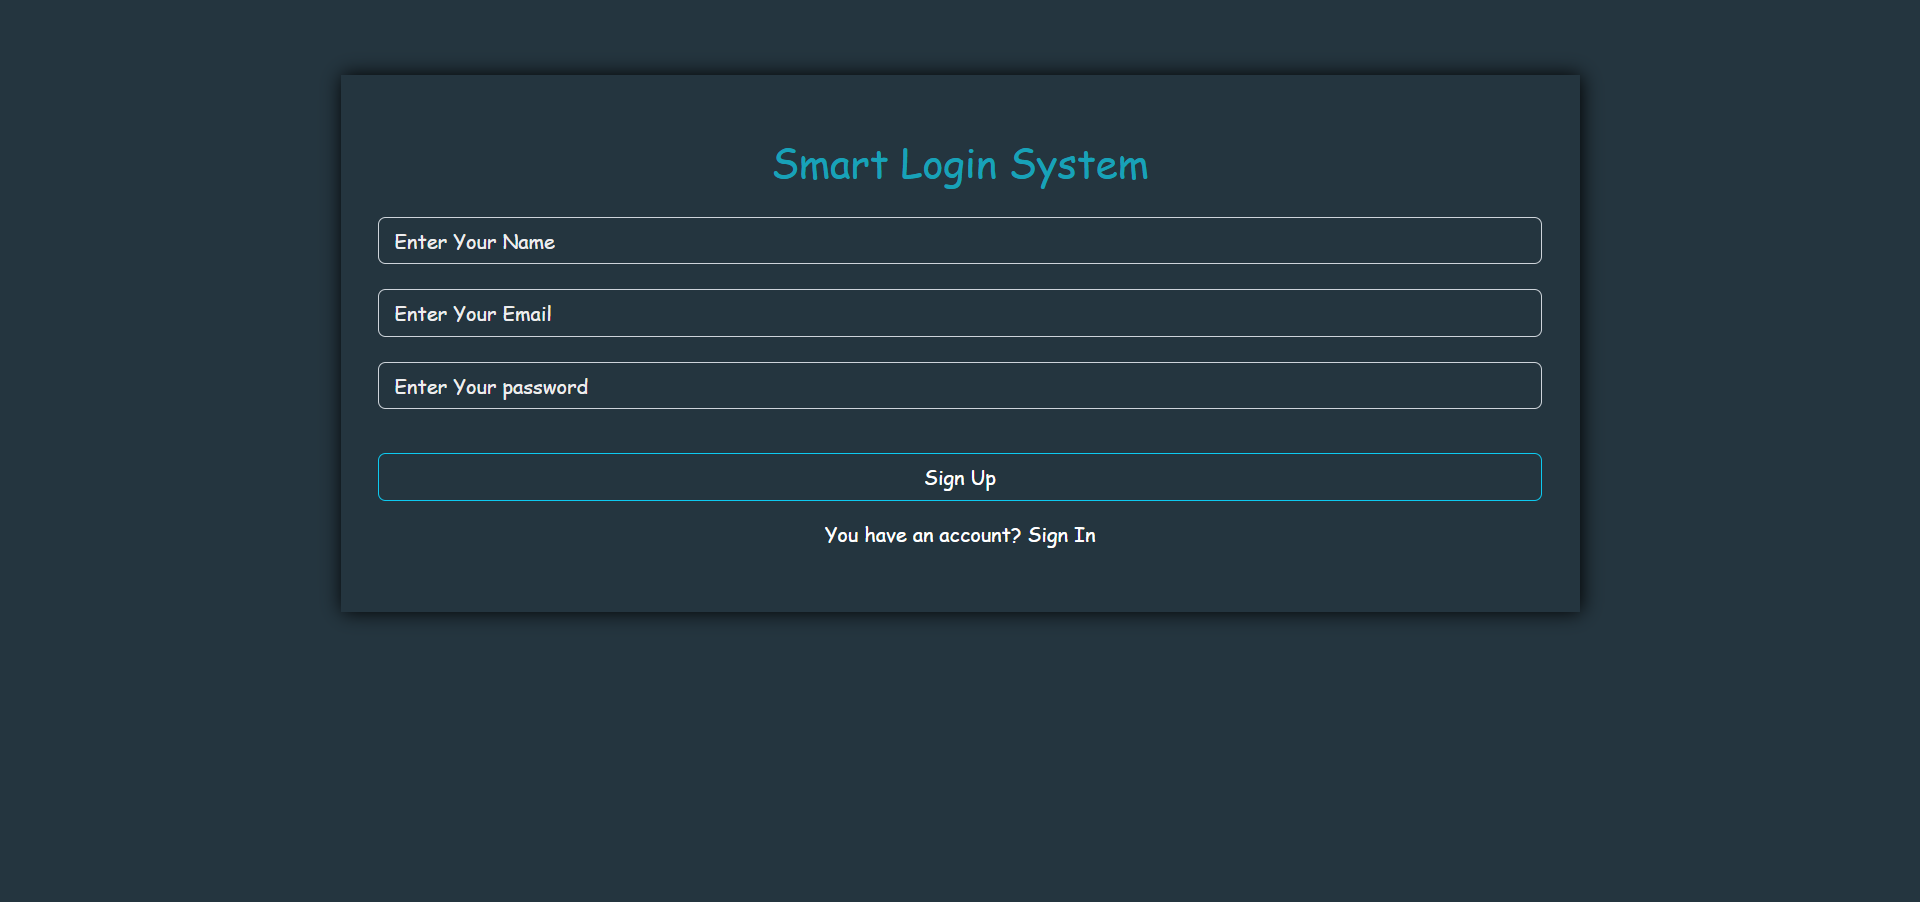 Smart Login System
Enter Your Name
Enter Your Email
Enter Your password
Sign Up
You have an account? Sign In